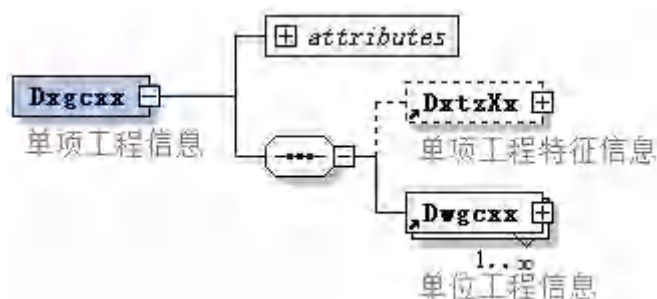 attributes
Dxgcxx
单项工程信息
DxtzXx
单项工程特征信息
Dwgcxx
1..∞
单位工程信息